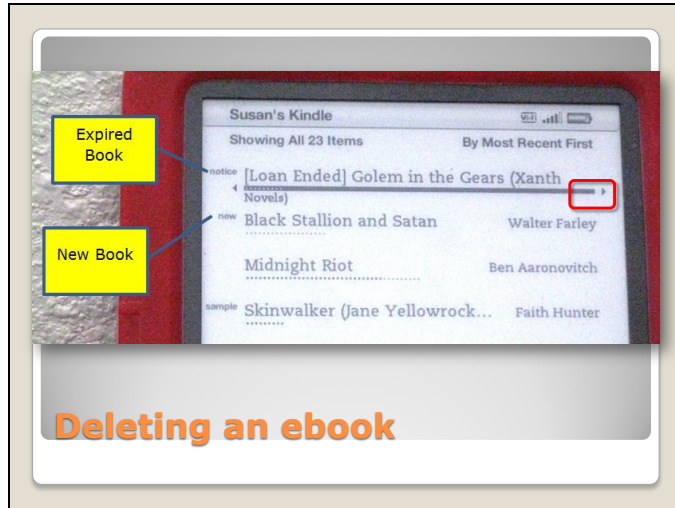 Susan's Kindle
Showing All 23 Items By Most Recent First
Expired
Book
notice [Loan Ended] Golem in the Gears (Xanth
Novels)
new Black Stallion and Satan Walter Farley
New Book
Midnight Riot Ben Aaronovitch
sample Skinwalker (Jane Yellowrock... Faith Hunter
Deleting an ebook